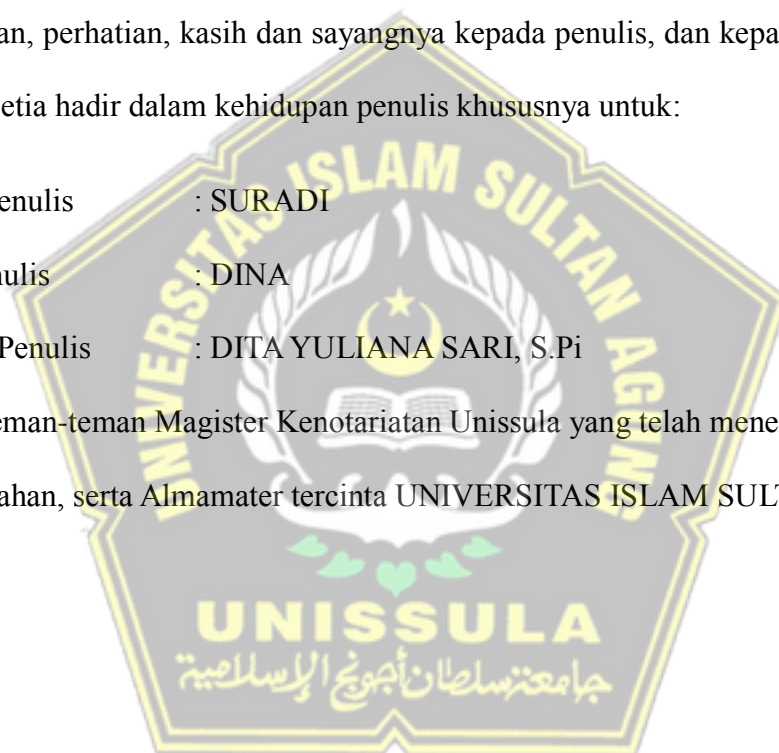 an, perhatian, kasih dan sayangnya kepada penulis, dan kepa
etia hadir dalam kehidupan penulis khususnya untuk:
enulis : SURADI
nulis : DINA
Penulis : DITA YULIANA SARI, S.Pi
eman-teman Magister Kenotariatan Unissula yang telah mene
ahan, serta Almamater tercinta UNIVERSITAS ISLAM SULT
UNIVERSITAS ISLAM SULTAN AGUNG
UNISSULA
جامعة سلطان أجونج الإسلامية